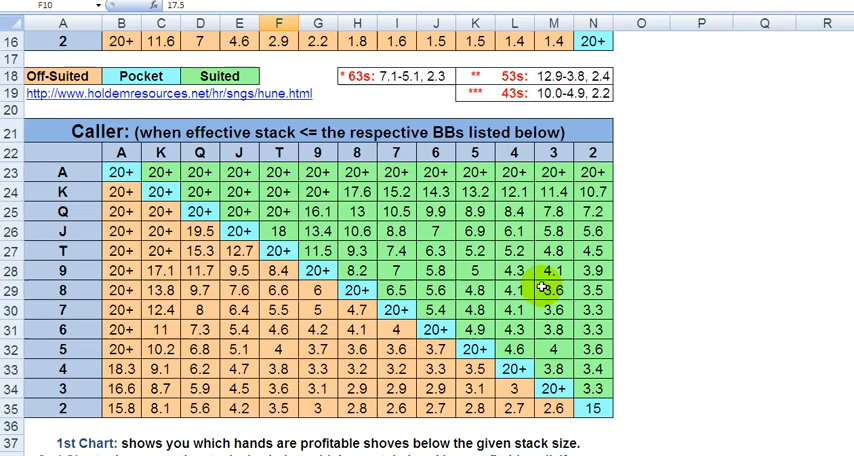 F10 fx 17.5
B C D E F G H I J K L M N O P Q R
16 2 20+ 11.6 7 4.6 2.9 2.2 1.8 1.6 1.5 1.5 1.4 1.4 20+
17
18 Off-Suited Pocket Suited * 63s: 7.1-5.1, 2.3 ** 53s: 12.9-3.8, 2.4
19 http://www.holdemresources.net/hr/sngs/hune.html *** 43s: 10.0-4.9, 2.2
20
21 Caller: (when effective stack <= the respective BBs listed below)
22 A K Q J T 9 8 7 6 5 4 3 2
23 A 20+ 20+ 20+ 20+ 20+ 20+ 20+ 20+ 20+ 20+ 20+ 20+ 20+
24 K 20+ 20+ 20+ 20+ 20+ 20+ 17.6 15.2 14.3 13.2 12.1 11.4 10.7
25 Q 20+ 20+ 20+ 20+ 20+ 16.1 13 10.5 9.9 8.9 8.4 7.8 7.2
26 J 20+ 20+ 19.5 20+ 18 13.4 10.6 8.8 7 6.9 6.1 5.8 5.6
27 T 20+ 20+ 15.3 12.7 20+ 11.5 9.3 7.4 6.3 5.2 5.2 4.8 4.5
28 9 20+ 17.1 11.7 9.5 8.4 20+ 8.2 7 5.8 5 4.3 4.1 3.9
29 8 20+ 13.8 9.7 7.6 6.6 6 20+ 6.5 5.6 4.8 4.1 3.6 3.5
30 7 20+ 12.4 8 6.4 5.5 5 4.7 20+ 5.4 4.8 4.1 3.6 3.3
31 6 20+ 11 7.3 5.4 4.6 4.2 4.1 4 20+ 4.9 4.3 3.8 3.3
32 5 20+ 10.2 6.8 5.1 4 3.7 3.6 3.6 3.7 20+ 4.6 4 3.6
33 4 18.3 9.1 6.2 4.7 3.8 3.3 3.2 3.2 3.3 3.5 20+ 3.8 3.4
34 3 16.6 8.7 5.9 4.5 3.6 3.1 2.9 2.9 2.9 3.1 3 20+ 3.3
35 2 15.8 8.1 5.6 4.2 3.5 3 2.8 2.6 2.7 2.8 2.7 2.6 15
36
37 1st Chart: shows you which hands are profitable shoves below the given stack size.